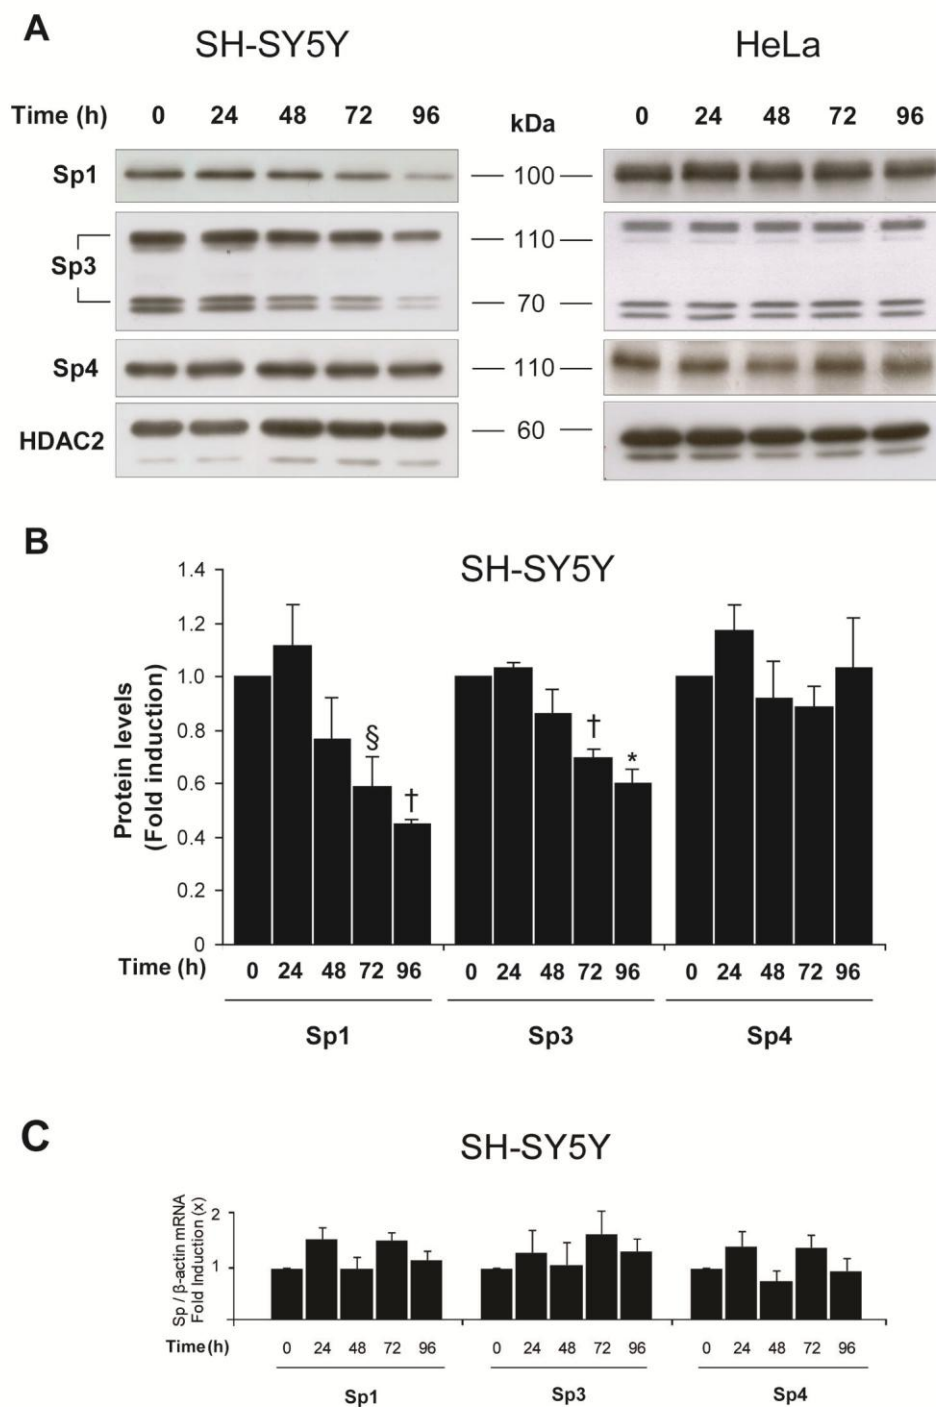 A
SH-SY5Y
HeLa
Time (h) 0 24 48 72 96 kDa 0 24 48 72 96
Sp1 100
Sp3 110
70
Sp4 110
HDAC2 60
B
SH-SY5Y
Protein levels
(Fold induction)
1.4
1.2
1.0
0.8
0.6
0.4
0.2
0
§ † † *
Time (h) 0 24 48 72 96 0 24 48 72 96 0 24 48 72 96
Sp1 Sp3 Sp4
C
SH-SY5Y
Sp / β-actin mRNA
Fold Induction (x)
2
1
Time(h) 0 24 48 72 96 0 24 48 72 96 0 24 48 72 96
Sp1 Sp3 Sp4